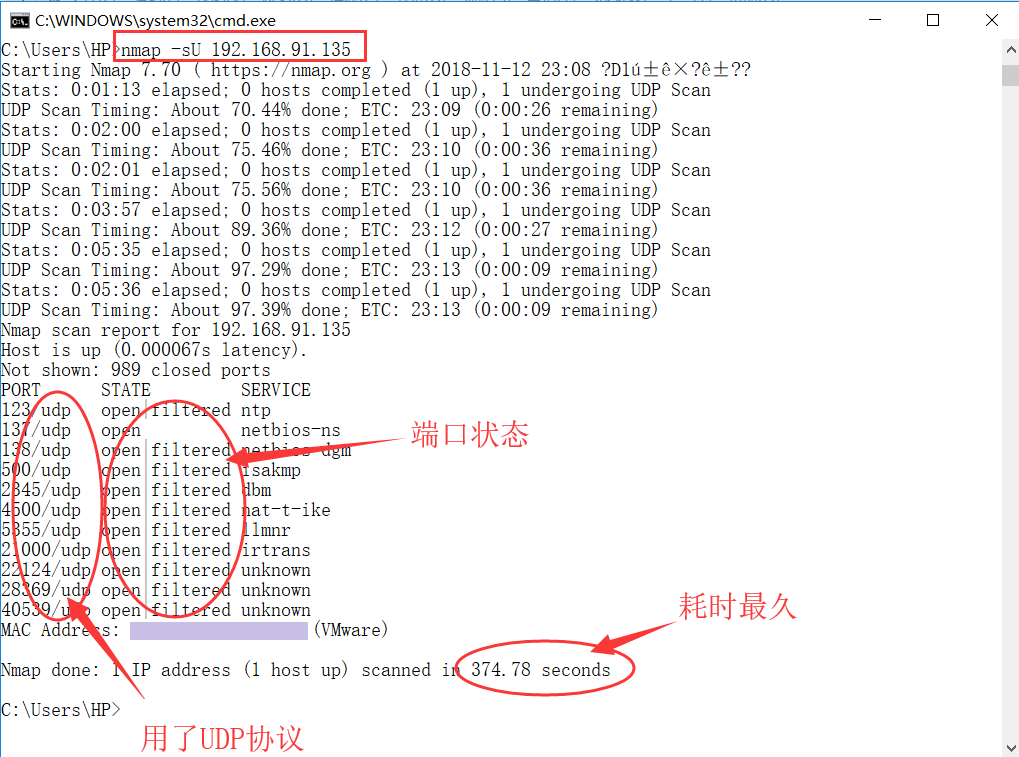 C:\WINDOWS\system32\cmd.exe
C:\Users\HP>nmap -sU 192.168.91.135
Starting Nmap 7.70 ( https://nmap.org ) at 2018-11-12 23:08 ?D1ú±ê×?ê±??
Stats: 0:01:13 elapsed; 0 hosts completed (1 up), 1 undergoing UDP Scan
UDP Scan Timing: About 70.44% done; ETC: 23:09 (0:00:26 remaining)
Stats: 0:02:00 elapsed; 0 hosts completed (1 up), 1 undergoing UDP Scan
UDP Scan Timing: About 75.46% done; ETC: 23:10 (0:00:36 remaining)
Stats: 0:02:01 elapsed; 0 hosts completed (1 up), 1 undergoing UDP Scan
UDP Scan Timing: About 75.56% done; ETC: 23:10 (0:00:36 remaining)
Stats: 0:03:57 elapsed; 0 hosts completed (1 up), 1 undergoing UDP Scan
UDP Scan Timing: About 89.36% done; ETC: 23:12 (0:00:27 remaining)
Stats: 0:05:35 elapsed; 0 hosts completed (1 up), 1 undergoing UDP Scan
UDP Scan Timing: About 97.29% done; ETC: 23:13 (0:00:09 remaining)
Stats: 0:05:36 elapsed; 0 hosts completed (1 up), 1 undergoing UDP Scan
UDP Scan Timing: About 97.39% done; ETC: 23:13 (0:00:09 remaining)
Nmap scan report for 192.168.91.135
Host is up (0.000067s latency).
Not shown: 989 closed ports
PORT STATE SERVICE
123/udp open|filtered ntp
137/udp open netbios-ns
138/udp open|filtered netbios-dgm
500/udp open|filtered isakmp
2345/udp open|filtered dbm
4500/udp open|filtered nat-t-ike
5355/udp open|filtered llmnr
21000/udp open|filtered irtrans
22124/udp open|filtered unknown
28369/udp open|filtered unknown
40539/udp open|filtered unknown
MAC Address: (VMware)
Nmap done: 1 IP address (1 host up) scanned in 374.78 seconds
C:\Users\HP>
端口状态
耗时最久
用了UDP协议